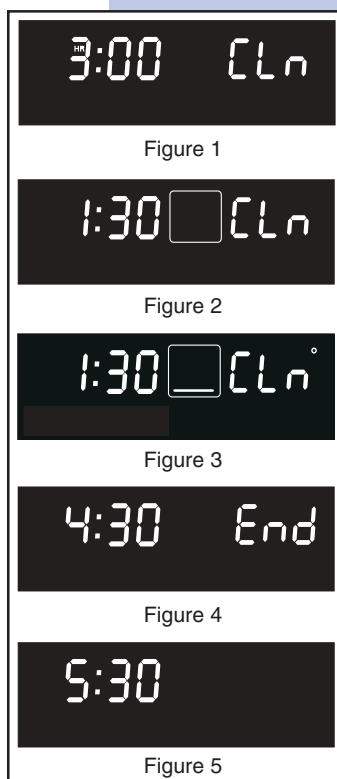 HR
3:00 CLn
Figure 1
1:30 CLn
Figure 2
1:30 CLn°
Figure 3
4:30 End
Figure 4
5:30
Figure 5